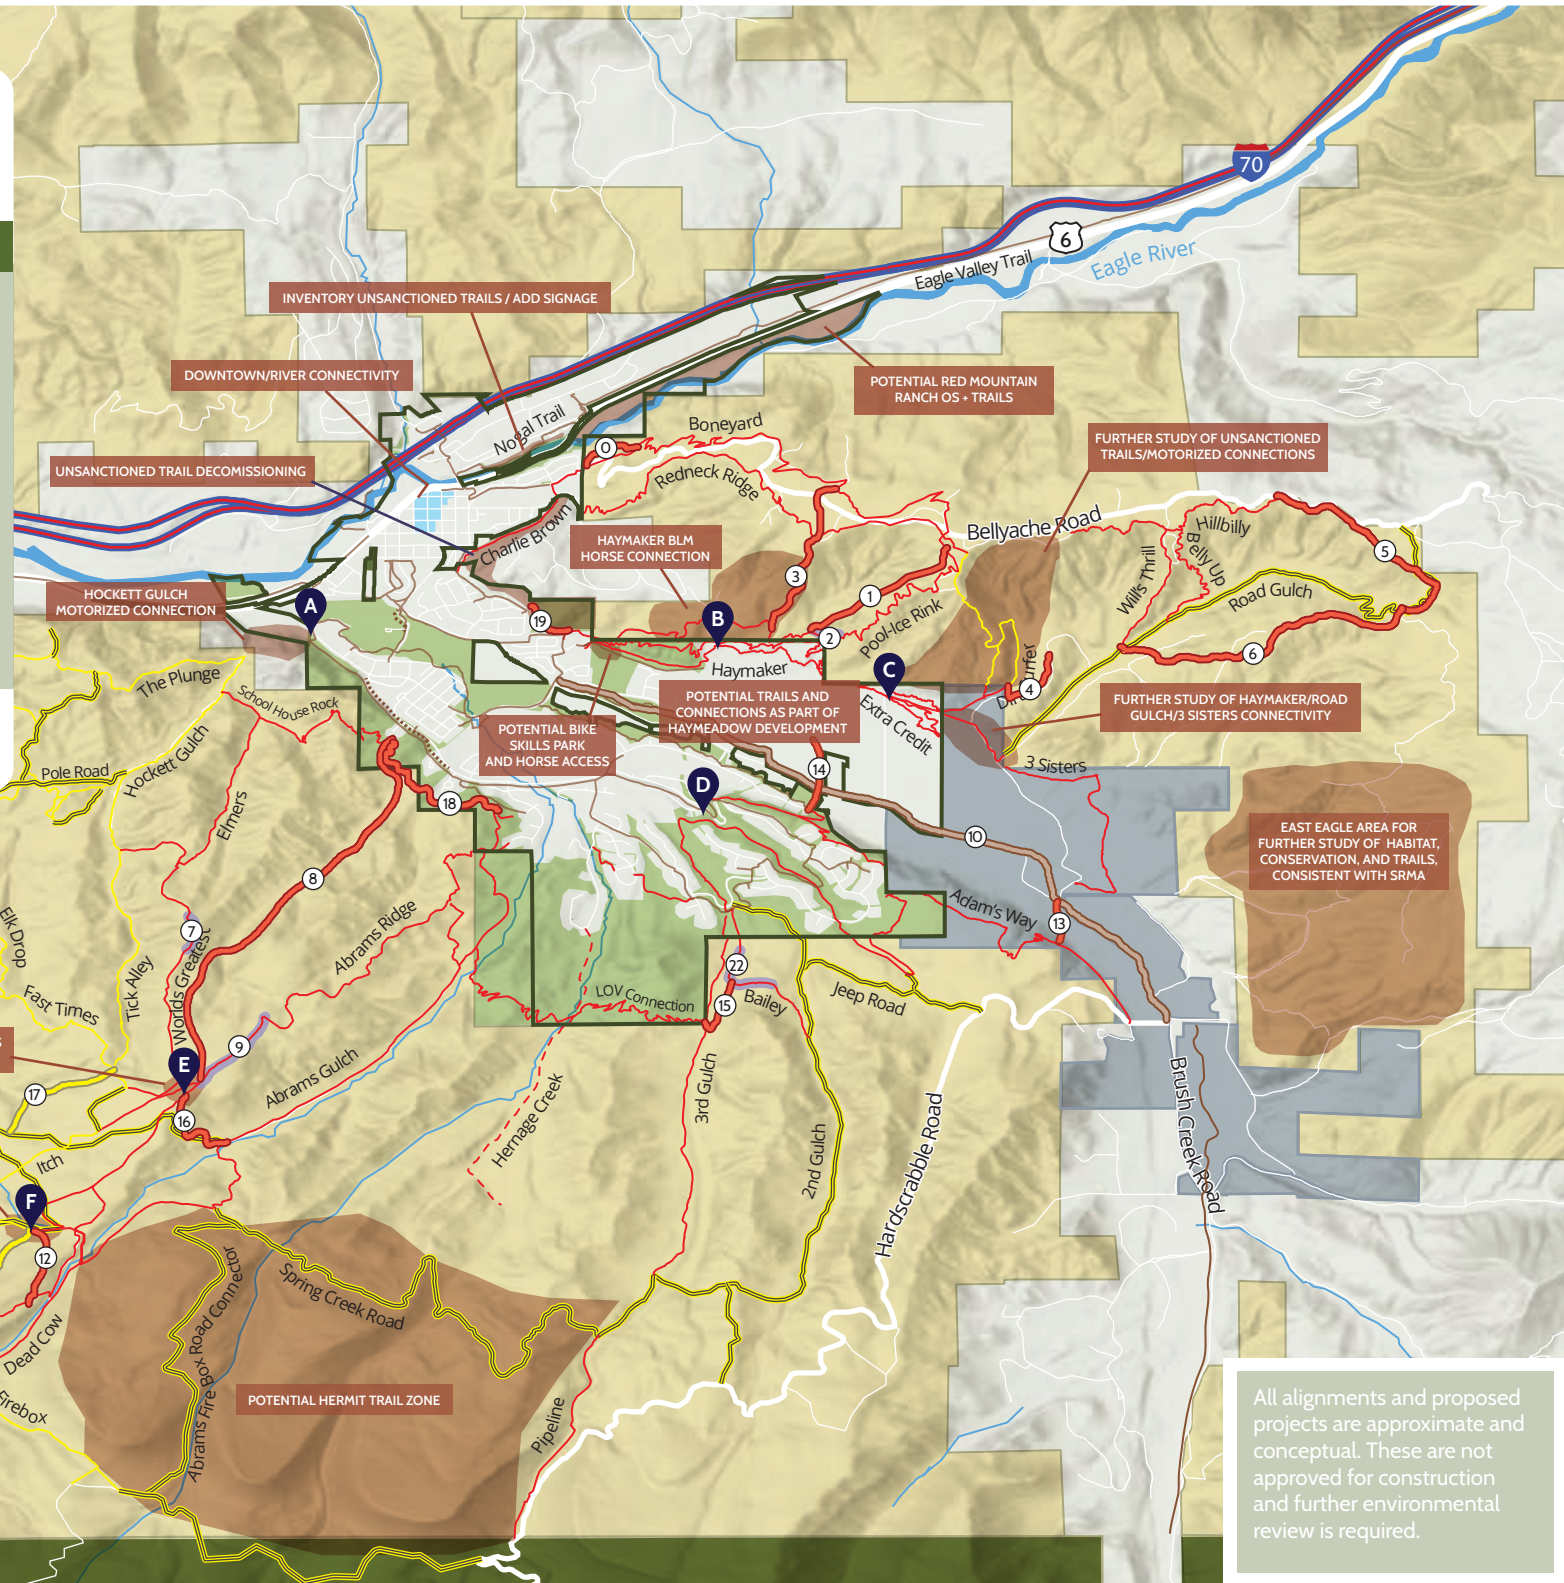 70
6
Eagle River
Eagle Valley Trail
INVENTORY UNSANCTIONED TRAILS / ADD SIGNAGE
DOWNTOWN/RIVER CONNECTIVITY
POTENTIAL RED MOUNTAIN
RANCH OS + TRAILS
Nogal Trail
Boneyard
0
FURTHER STUDY OF UNSANCTIONED
TRAILS/MOTORIZED CONNECTIONS
UNSANCTIONED TRAIL DECOMISSIONING
Redneck Ridge
Charlie Brown
Bellyache Road
Hillbilly
HAYMAKER BLM
HORSE CONNECTION
Belly Up
5
Wills Thrill
3
Road Gulch
HOCKETT GULCH
MOTORIZED CONNECTION
A
1
19
B
2
Pool-Ice Rink
6
Haymaker
C
The Plunge
School House Rock
4
POTENTIAL TRAILS AND
CONNECTIONS AS PART OF
HAYMEADOW DEVELOPMENT
Extra Credit
FURTHER STUDY OF HAYMAKER/ROAD
GULCH/3 SISTERS CONNECTIVITY
POTENTIAL BIKE
SKILLS PARK
AND HORSE ACCESS
Hockett Gulch
Pole Road
14
3 Sisters
D
18
Elmers
10
EAST EAGLE AREA FOR
FURTHER STUDY OF HABITAT,
CONSERVATION, AND TRAILS,
CONSISTENT WITH SRMA
8
Adam's Way
Elk Drop
7
Abrams Ridge
13
Worlds Greatest
Tick Alley
22
Fast Times
LOV Connection
15
Bailey
Jeep Road
9
E
Abrams Gulch
3rd Gulch
17
16
Hernage Creek
Brush Creek Road
Itch
2nd Gulch
Hardscrabble Road
F
12
Spring Creek Road
Abrams Fire Box Road Connector
Dead Cow
POTENTIAL HERMIT TRAIL ZONE
Firebox
Pipeline
All alignments and proposed
projects are approximate and
conceptual. These are not
approved for construction
and further environmental
review is required.